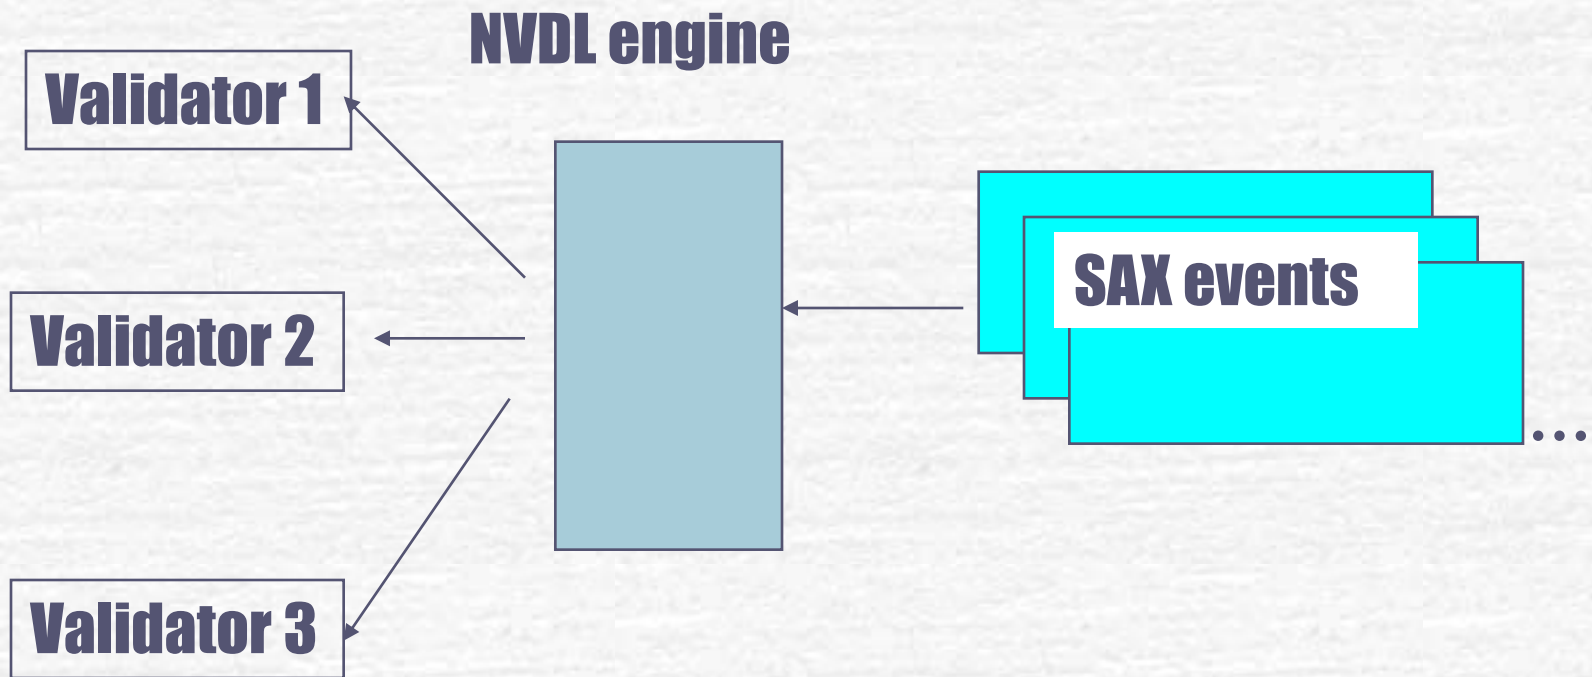 NVDL engine
Validator 1
SAX events
Validator 2
...
Validator 3